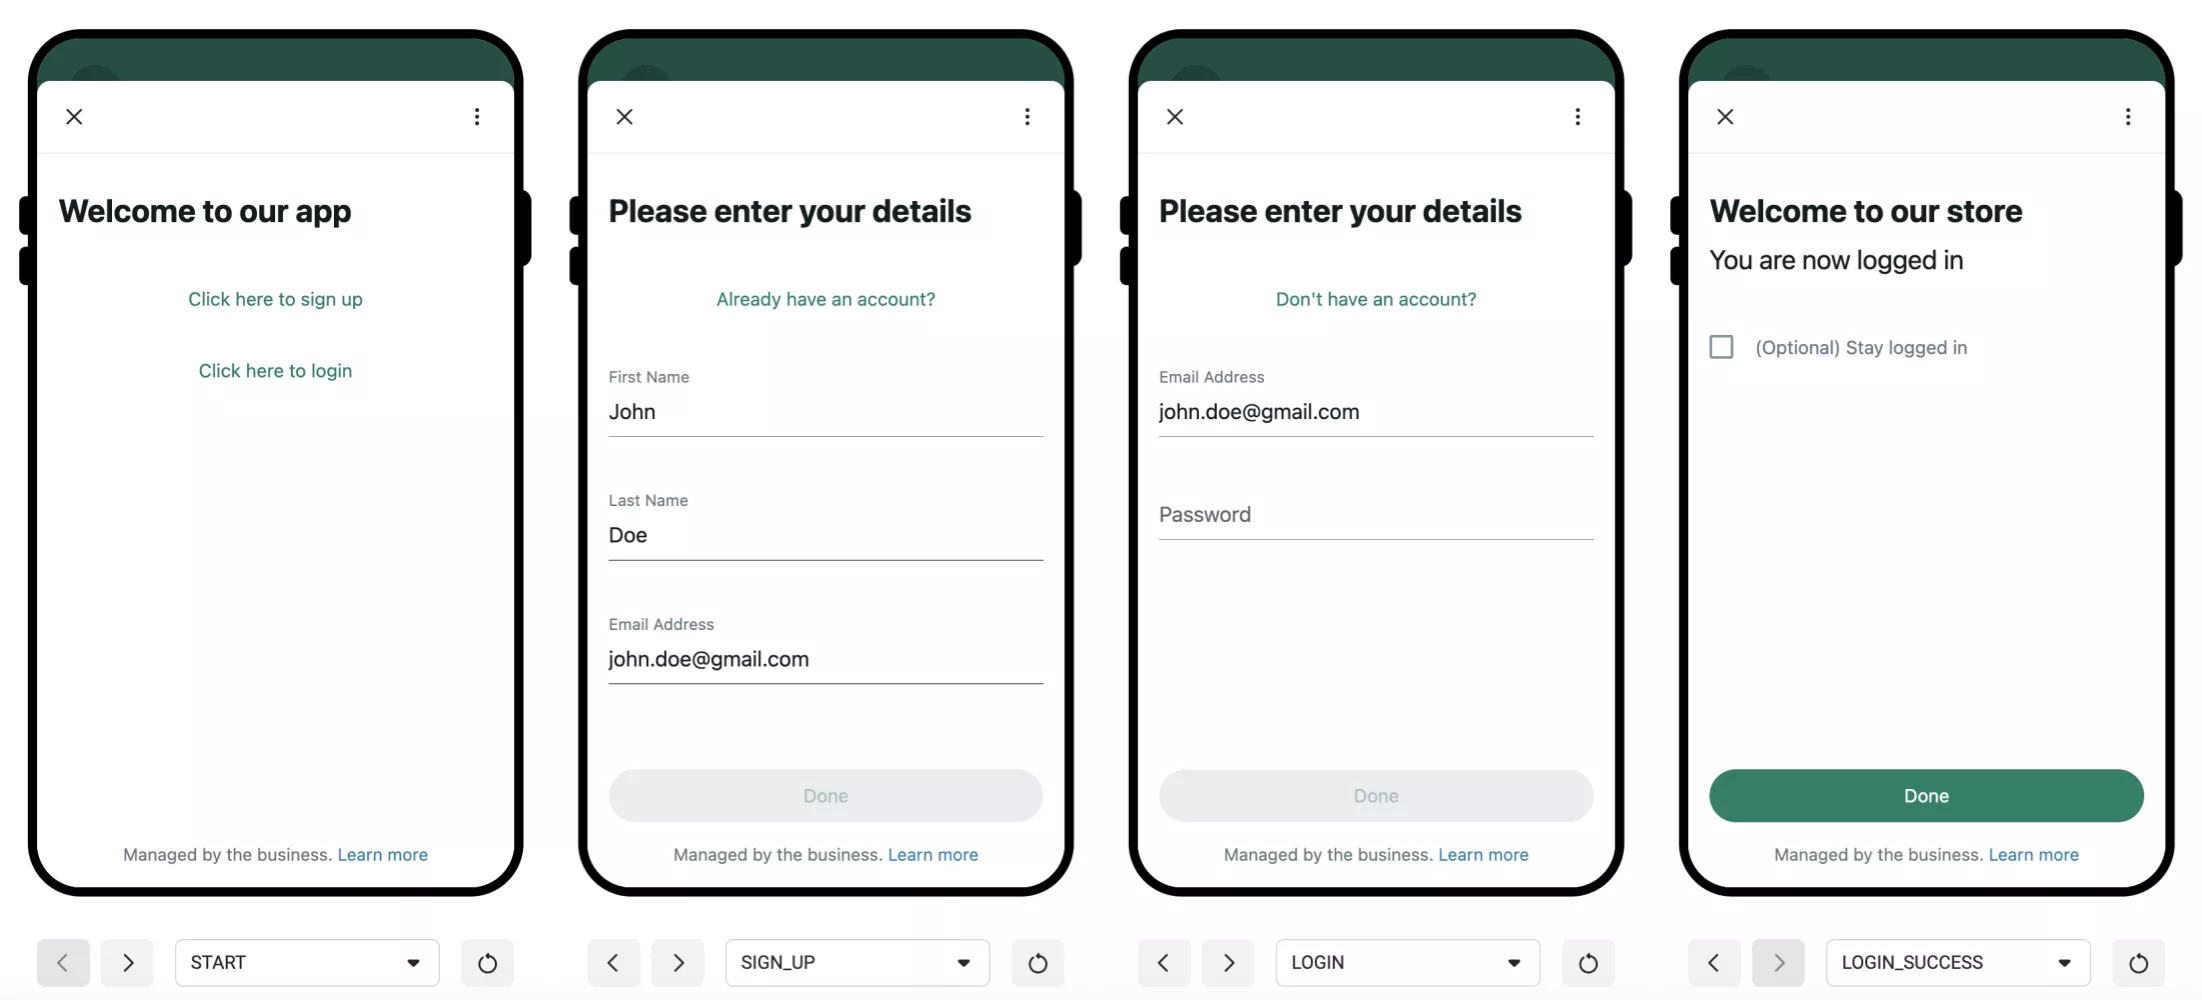 Welcome to our app
Click here to sign up
Click here to login
Managed by the business. Learn more
START
Please enter your details
Already have an account?
First Name
John
Last Name
Doe
Email Address
john.doe@gmail.com
Done
Managed by the business. Learn more
SIGN_UP
Please enter your details
Don't have an account?
Email Address
john.doe@gmail.com
Password
Done
Managed by the business. Learn more
LOGIN
Welcome to our store
You are now logged in
(Optional) Stay logged in
Done
Managed by the business. Learn more
LOGIN_SUCCESS